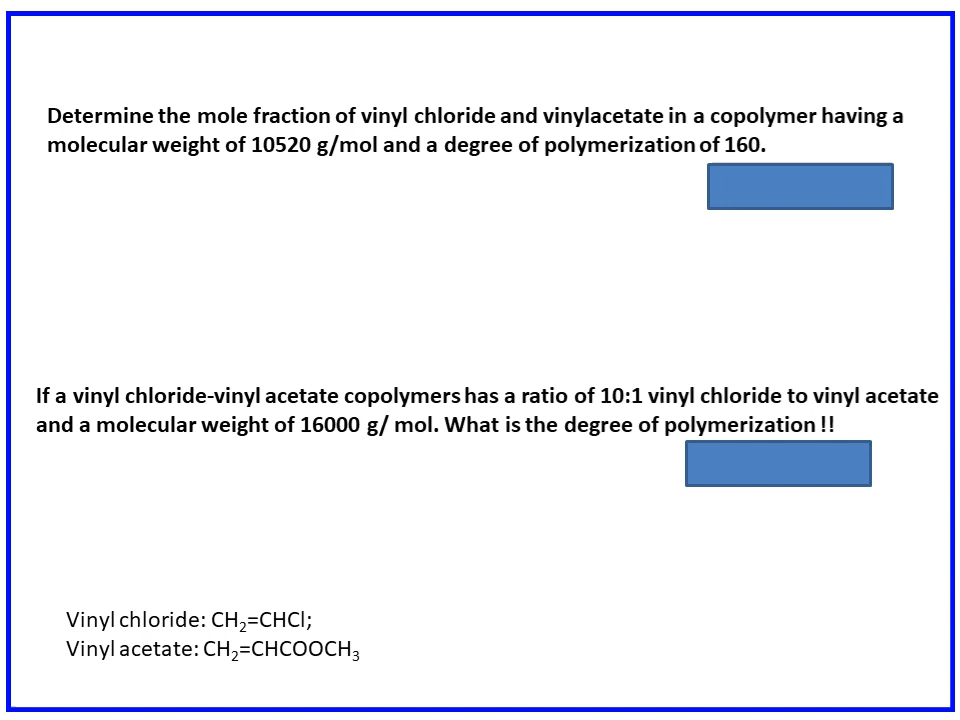 Determine the mole fraction of vinyl chloride and vinylacetate in a copolymer having a
molecular weight of 10520 g/mol and a degree of polymerization of 160.
If a vinyl chloride-vinyl acetate copolymers has a ratio of 10:1 vinyl chloride to vinyl acetate
and a molecular weight of 16000 g/ mol. What is the degree of polymerization !!
Vinyl chloride: CH₂=CHCl;
Vinyl acetate: CH₂=CHCOOCH₃